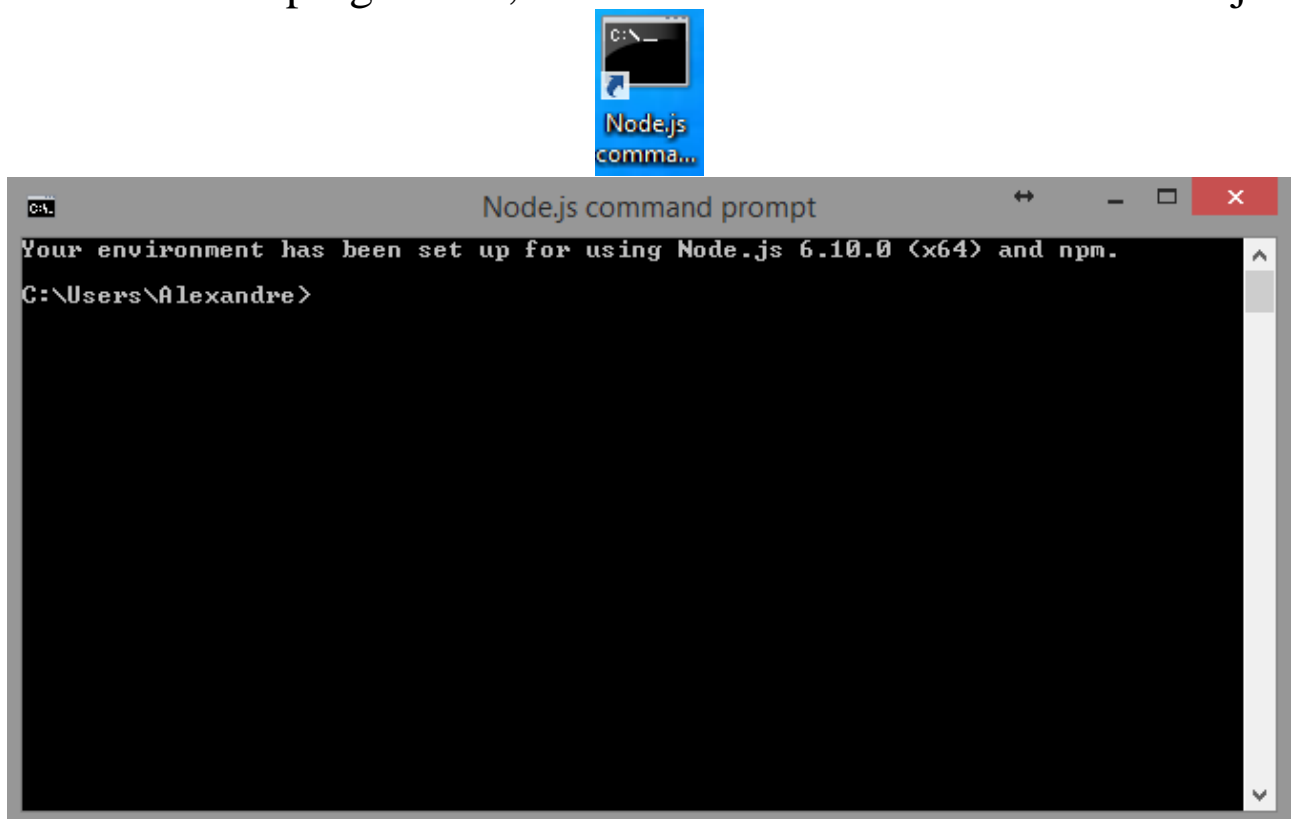 C:\_
Node.js
comma...
C:\.
Node.js command prompt
Your environment has been set up for using Node.js 6.10.0 (x64) and npm.
C:\Users\Alexandre>